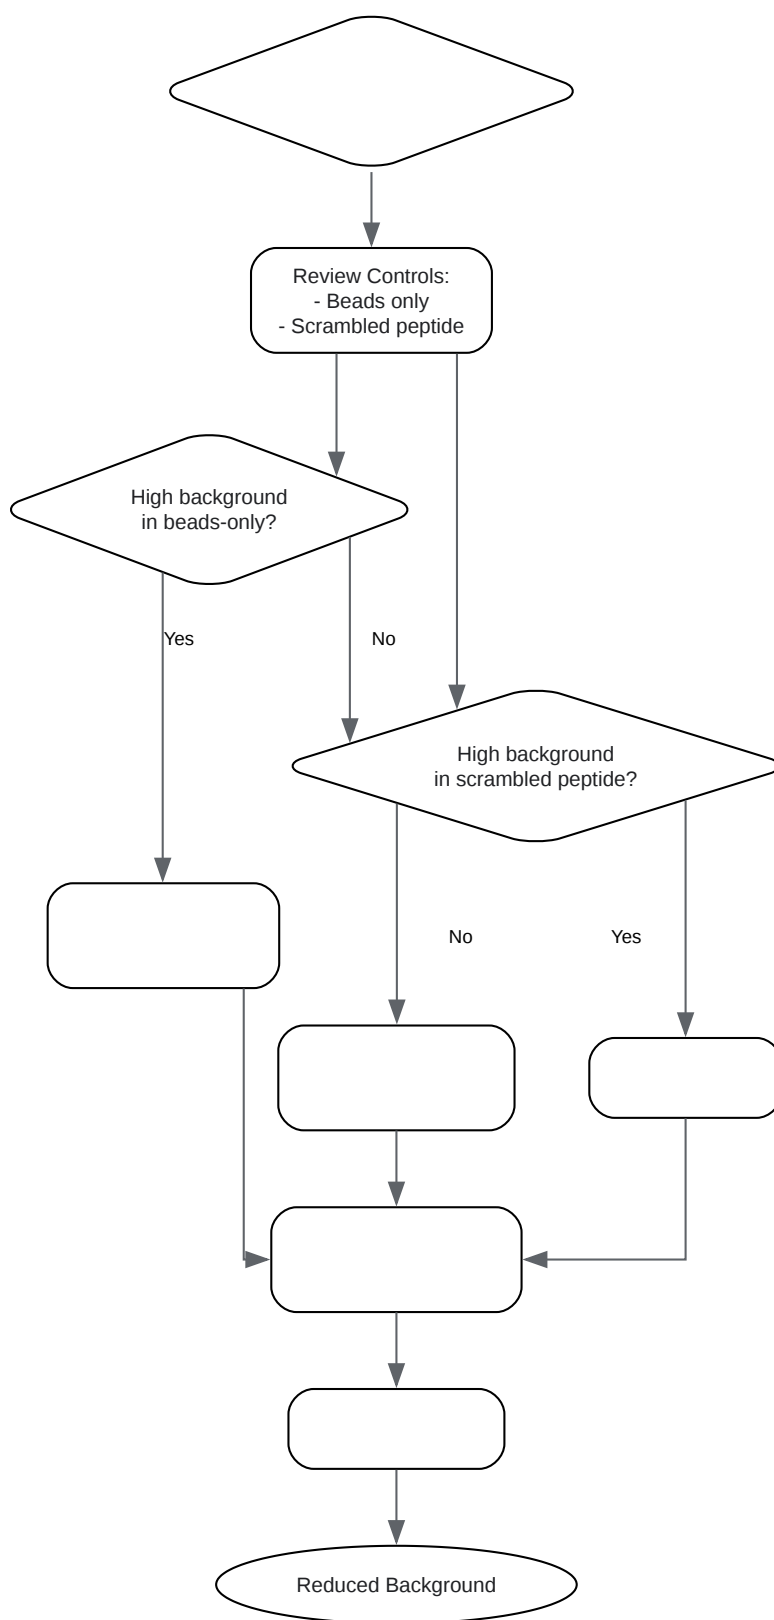 Review Controls:
- Beads only
- Scrambled peptide
High background
in beads-only?
Yes
No
High background
in scrambled peptide?
No
Yes
Reduced Background